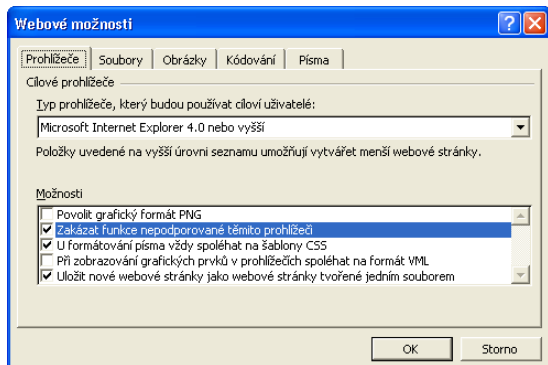 Webové možnosti
Prohlížeče Soubory Obrázky Kódování Písma
Cílové prohlížeče
Typ prohlížeče, který budou používat cíloví uživatelé:
Microsoft Internet Explorer 4.0 nebo vyšší
Položky uvedené na vyšší úrovni seznamu umožňují vytvářet menší webové stránky.
Možnosti
Povolit grafický formát PNG
Zakázat funkce nepodporované těmito prohlížeči
U formátování písma vždy spoléhat na šablony CSS
Při zobrazování grafických prvků v prohlížečích spoléhat na formát VML
Uložit nové webové stránky jako webové stránky tvořené jedním souborem
OK Storno